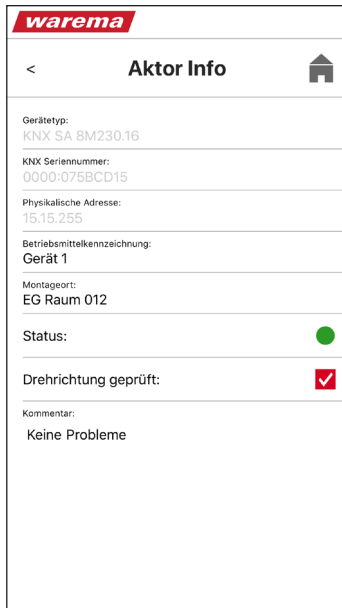 warema
< Aktor Info
Gerätetyp:
KNX SA 8M230.16
KNX Seriennummer:
0000:075BCD15
Physikalische Adresse:
15.15.255
Betriebsmittelkennzeichnung:
Gerät 1
Montageort:
EG Raum 012
Status:
Drehrichtung geprüft:
Kommentar:
Keine Probleme